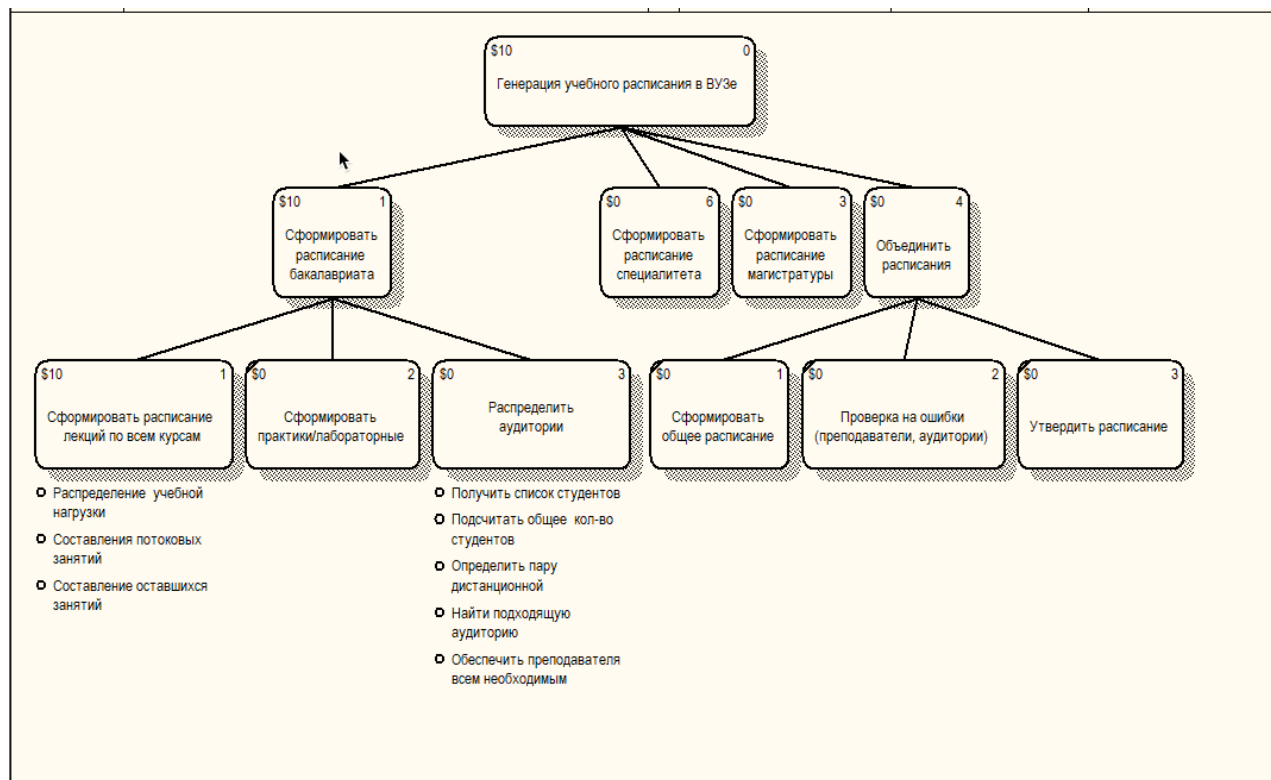 $10 0
Генерация учебного расписания в ВУЗе
$10 1
Сформировать
расписание
бакалавриата
$0 6
Сформировать
расписание
специалитета
$0 3
Сформировать
расписание
магистратуры
$0 4
Объединить
расписания
$10 1
Сформировать расписание
лекций по всем курсам
$0 2
Сформировать
практики/лабораторные
$0 3
Распределить
аудитории
$0 1
Сформировать
общее расписание
$0 2
Проверка на ошибки
(преподаватели, аудитории)
$0 3
Утвердить расписание
Распределение учебной
нагрузки
Составления потоковых
занятий
Составление оставшихся
занятий
Получить список студентов
Подсчитать общее кол-во
студентов
Определить пару
дистанционной
Найти подходящую
аудиторию
Обеспечить преподавателя
всем необходимым